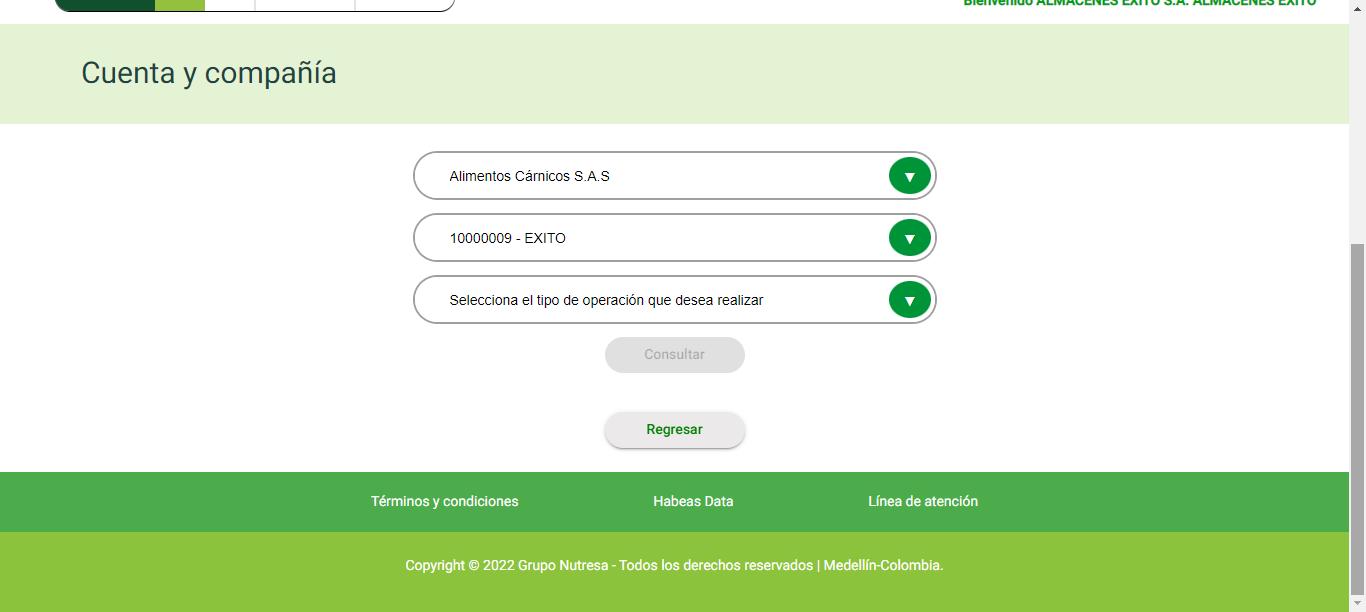 Bienvenido ALMACENES EXITO S.A. ALMACENES EXITO
Cuenta y compañía
Alimentos Cárnicos S.A.S
10000009 - EXITO
Selecciona el tipo de operación que desea realizar
Consultar
Regresar
Términos y condiciones
Habeas Data
Línea de atención
Copyright © 2022 Grupo Nutresa - Todos los derechos reservados | Medellín-Colombia.